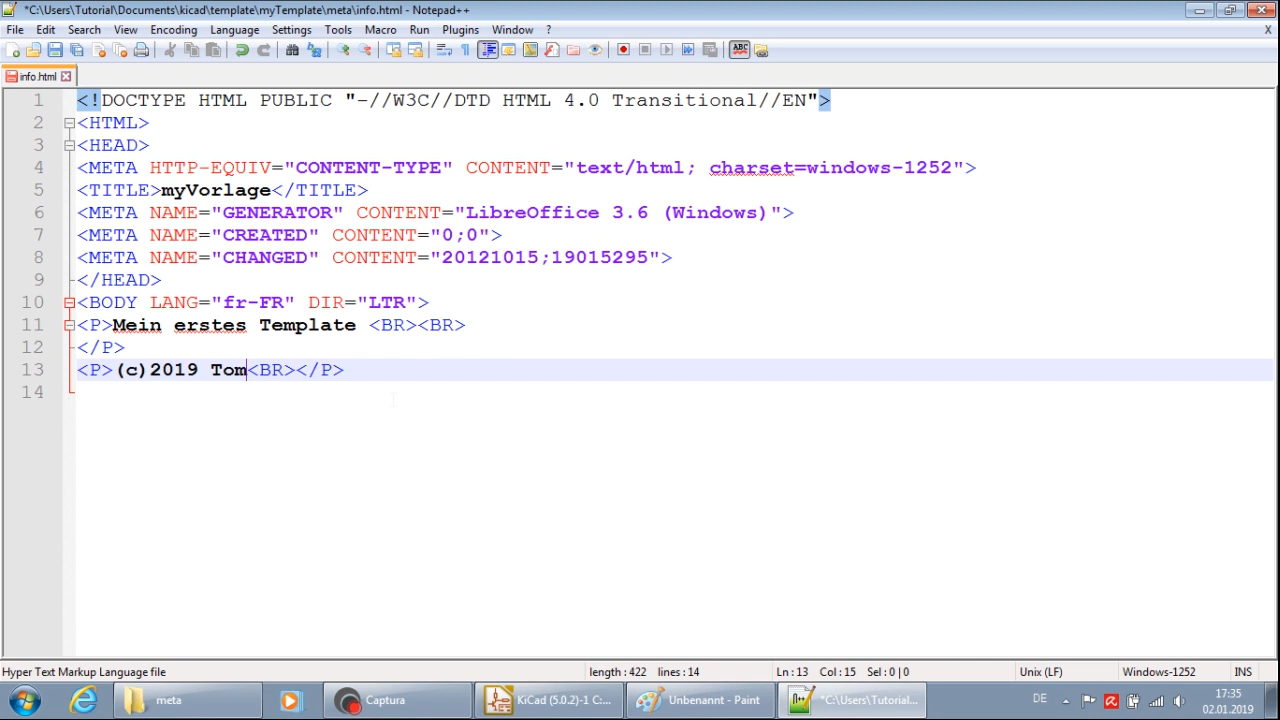 *C:\Users\Tutorial\Documents\kicad\template\myTemplate\meta\info.html - Notepad++
File Edit Search View Encoding Language Settings Tools Macro Run Plugins Window ? X
info.html
1 <!DOCTYPE HTML PUBLIC "-//W3C//DTD HTML 4.0 Transitional//EN">
2 <HTML>
3 <HEAD>
4 <META HTTP-EQUIV="CONTENT-TYPE" CONTENT="text/html; charset=windows-1252">
5 <TITLE>myVorlage</TITLE>
6 <META NAME="GENERATOR" CONTENT="LibreOffice 3.6 (Windows)">
7 <META NAME="CREATED" CONTENT="0;0">
8 <META NAME="CHANGED" CONTENT="20121015;19015295">
9 </HEAD>
10 <BODY LANG="fr-FR" DIR="LTR">
11 <P>Mein erstes Template <BR><BR>
12 </P>
13 <P>(c)2019 Tom<BR></P>
14
Hyper Text Markup Language file length : 422 lines : 14 Ln : 13 Col : 15 Sel : 0 | 0 Unix (LF) Windows-1252 INS
meta Captura KiCad (5.0.2)-1 C:... Unbenannt - Paint *C:\Users\Tutorial... DE 17:35
02.01.2019